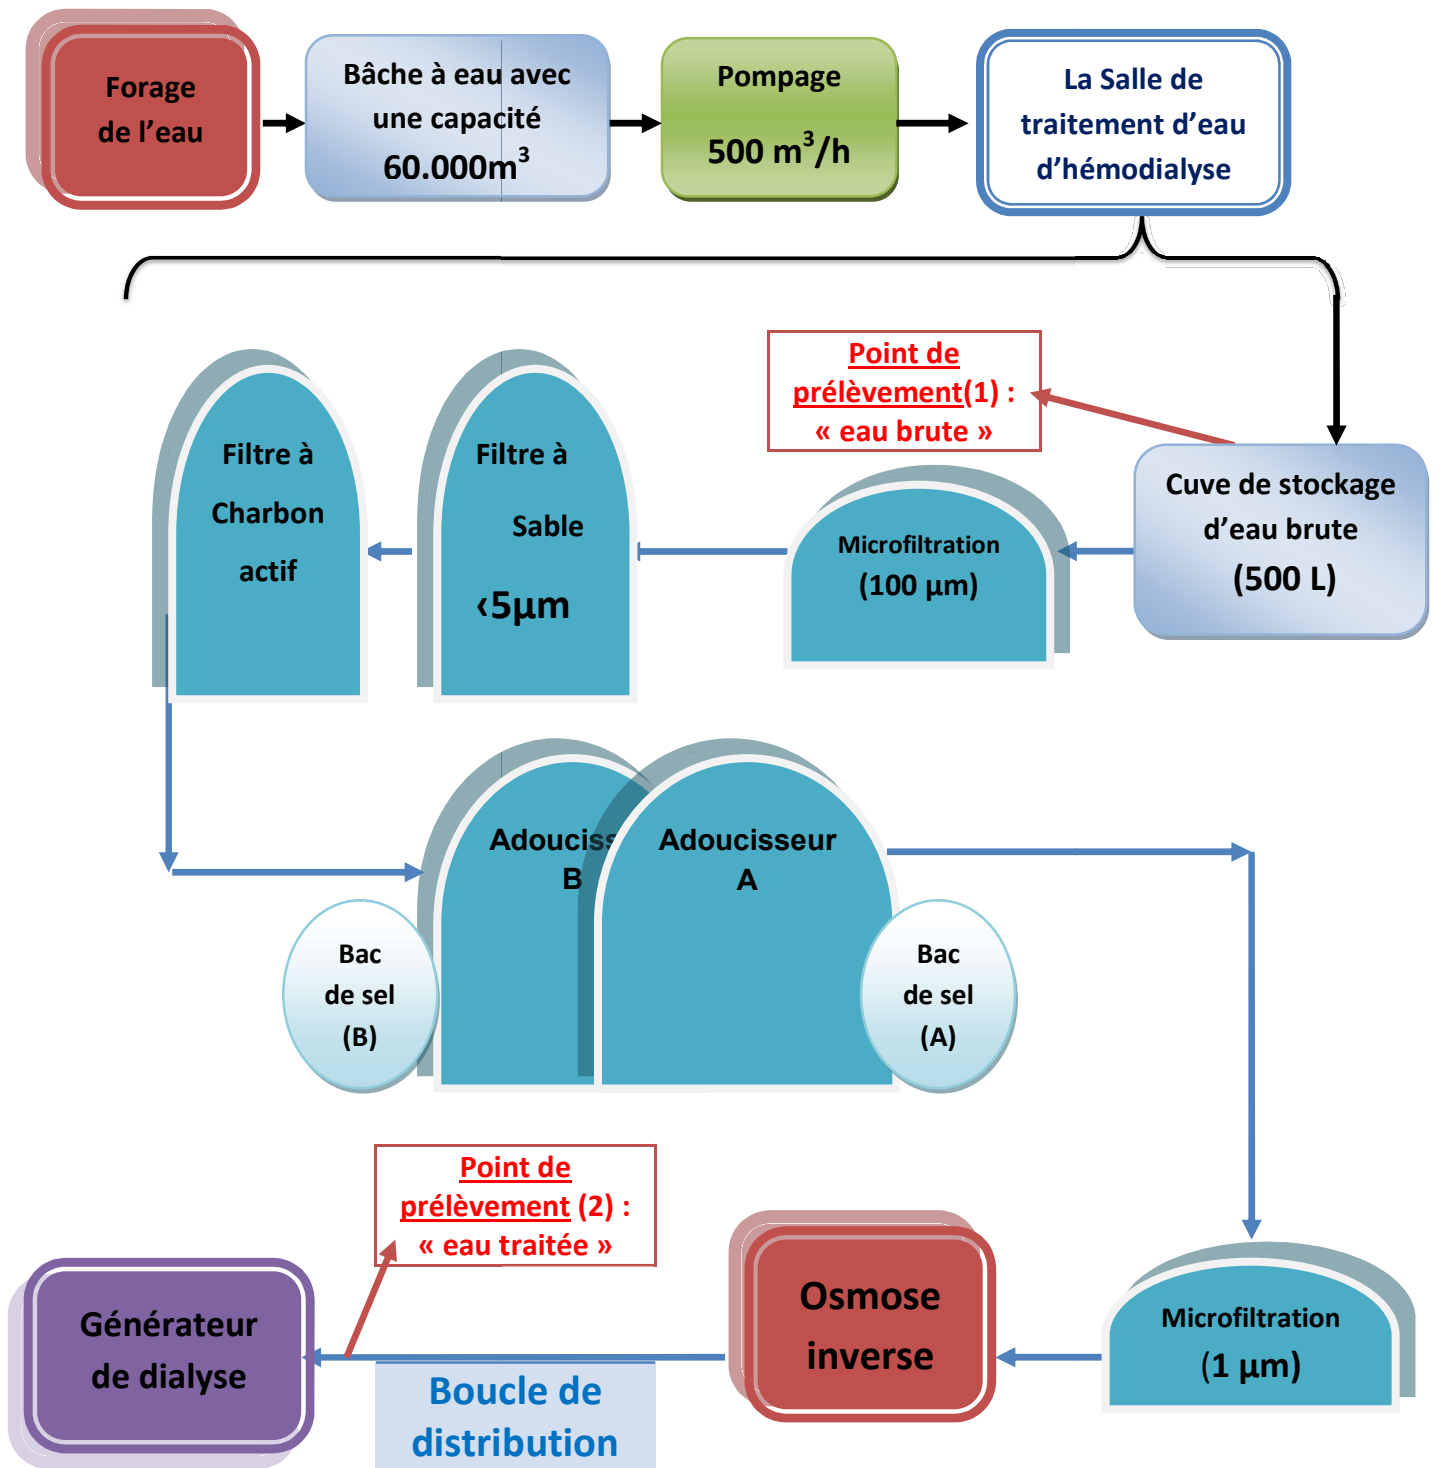 Forage
de l'eau
Bâche à eau avec
une capacité
60.000m³
Pompage
500 m³/h
La Salle de
traitement d'eau
d'hémodialyse
Point de
prélèvement(1) :
« eau brute »
Filtre à
Charbon
actif
Filtre à
Sable
‹5µm
Microfiltration
(100 µm)
Cuve de stockage
d'eau brute
(500 L)
Adouciss
B
Adoucisseur
A
Bac
de sel
(B)
Bac
de sel
(A)
Point de
prélèvement (2) :
« eau traitée »
Générateur
de dialyse
Boucle de
distribution
Osmose
inverse
Microfiltration
(1 µm)